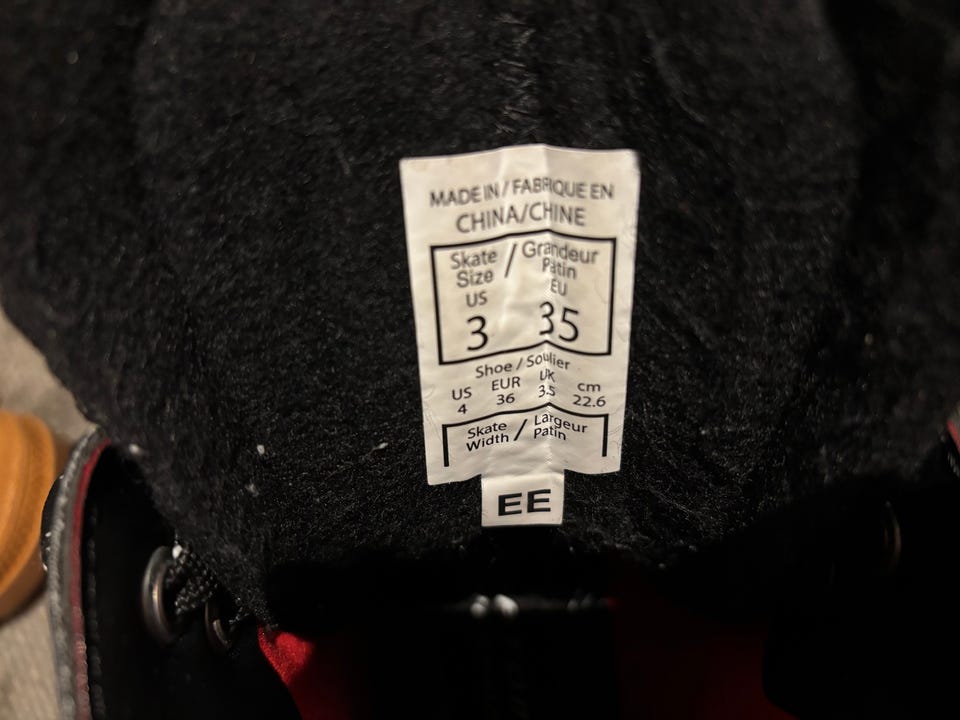 MADE IN / FABRIQUE EN
CHINA/CHINE
Skate Size / Grandeur Patin
US EU
3 35
Shoe / Soulier
US EUR UK cm
4 36 3.5 22.6
Skate Width / Largeur Patin
EE